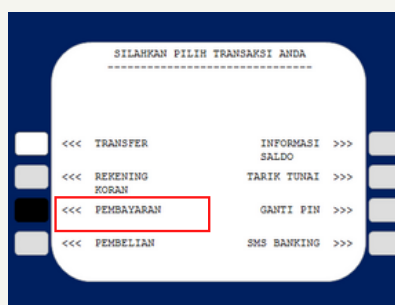 SILAHKAN PILIH TRANSAKSI ANDA
------------------------------
<<< TRANSFER INFORMASI SALDO >>>
<<< REKENING KORAN TARIK TUNAI >>>
<<< PEMBAYARAN GANTI PIN >>>
<<< PEMBELIAN SMS BANKING >>>